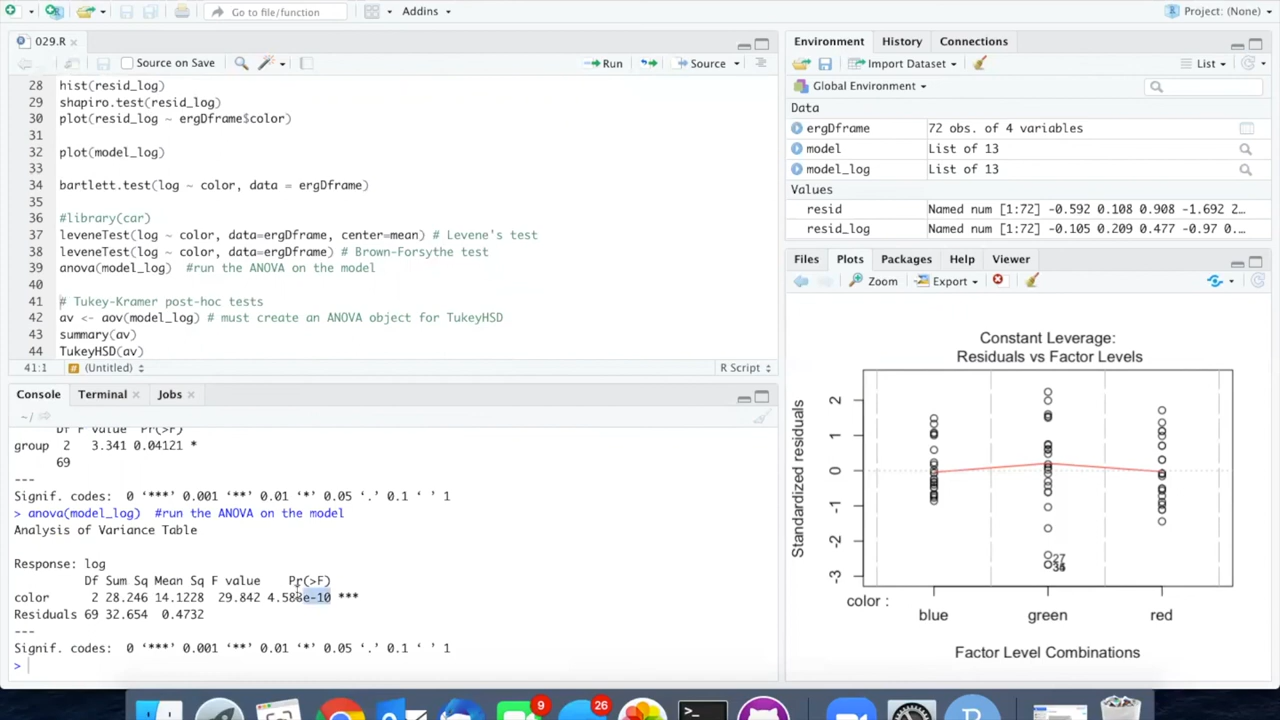 Go to file/function
Addins
Project: (None)
029.R
Source on Save
Run
Source
28 hist(resid_log)
29 shapiro.test(resid_log)
30 plot(resid_log ~ ergDframe$color)
31
32 plot(model_log)
33
34 bartlett.test(log ~ color, data = ergDframe)
35
36 #library(car)
37 leveneTest(log ~ color, data=ergDframe, center=mean) # Levene's test
38 leveneTest(log ~ color, data=ergDframe) # Brown-Forsythe test
39 anova(model_log)  #run the ANOVA on the model
40
41 # Tukey-Kramer post-hoc tests
42 av <- aov(model_log) # must create an ANOVA object for TukeyHSD
43 summary(av)
44 TukeyHSD(av)
41:1 (Untitled) R Script
Console Terminal Jobs
~/
Df F value Pr(>F)
group 2 3.341 0.04121 *
69
---
Signif. codes: 0 ‘***’ 0.001 ‘**’ 0.01 ‘*’ 0.05 ‘.’ 0.1 ‘ ’ 1
> anova(model_log)  #run the ANOVA on the model
Analysis of Variance Table
Response: log
Df Sum Sq Mean Sq F value Pr(>F)
color 2 28.246 14.1228 29.842 e-10 ***
Residuals 69 32.654 0.4732
---
Signif. codes: 0 ‘***’ 0.001 ‘**’ 0.01 ‘*’ 0.05 ‘.’ 0.1 ‘ ’ 1
>
Environment History Connections
Import Dataset List
Global Environment
Data
ergDframe 72 obs. of 4 variables
model List of 13
model_log List of 13
Values
resid Named num [1:72] -0.592 0.108 0.908 -1.692 2…
resid_log Named num [1:72] -0.105 0.209 0.477 -0.97 0.…
Files Plots Packages Help Viewer
Zoom Export
Constant Leverage:
Residuals vs Factor Levels
Standardized residuals
2
1
0
-1
-2
-3
27
color :
blue green red
Factor Level Combinations
9
26